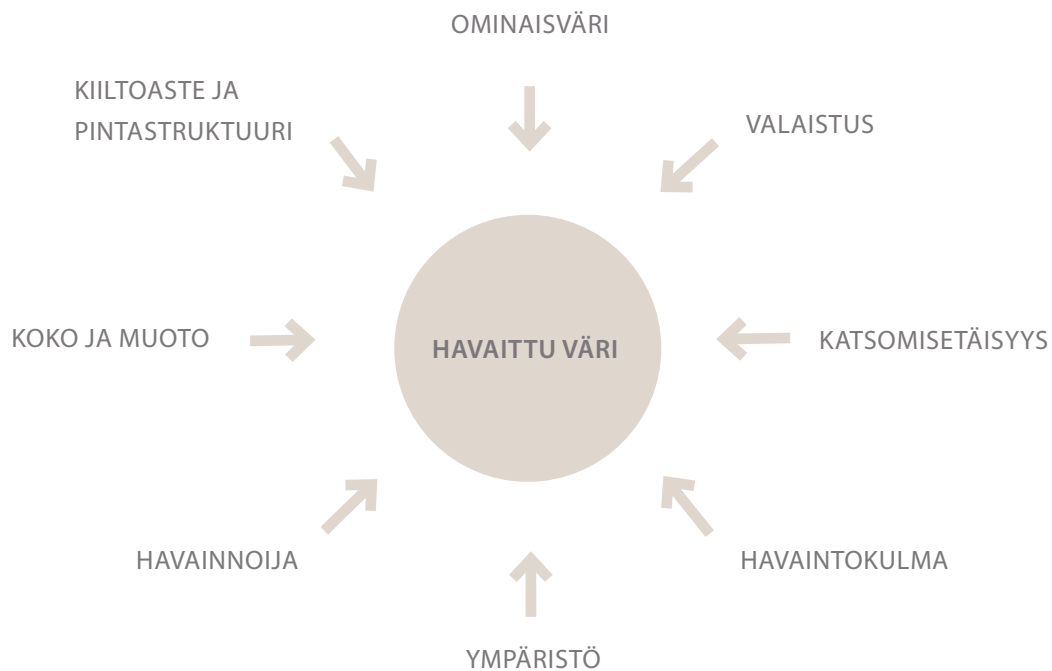 OMINAISVÄRI
KIILTOASTE JA
PINTASTRUKTUURI
VALAISTUS
KOKO JA MUOTO
HAVAITTU VÄRI
KATSOMISETÄISYYS
HAVAINNOIJA
HAVAINTOKULMA
YMPÄRISTÖ